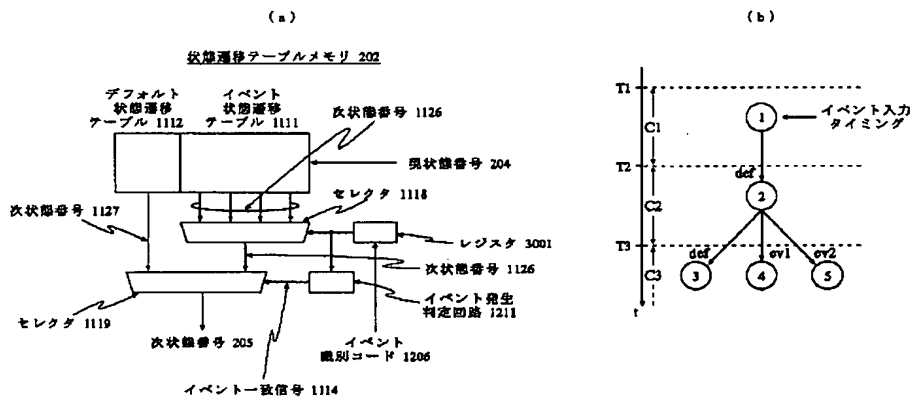 (a)
状態遷移テーブルメモリ 202
デフォルト
状態遷移
テーブル 1112
イベント
状態遷移
テーブル 1111
次状態番号 1126
現状態番号 204
セレクタ 1118
次状態番号 1127
レジスタ 3001
次状態番号 1126
イベント発生
判定回路 1211
セレクタ 1119
次状態番号 205
イベント
識別コード 1206
イベント一致信号 1114
(b)
T1
1
イベント入力
タイミング
C1
T2
def
2
C2
T3
def
ev1
ev2
C3
3
4
5
t